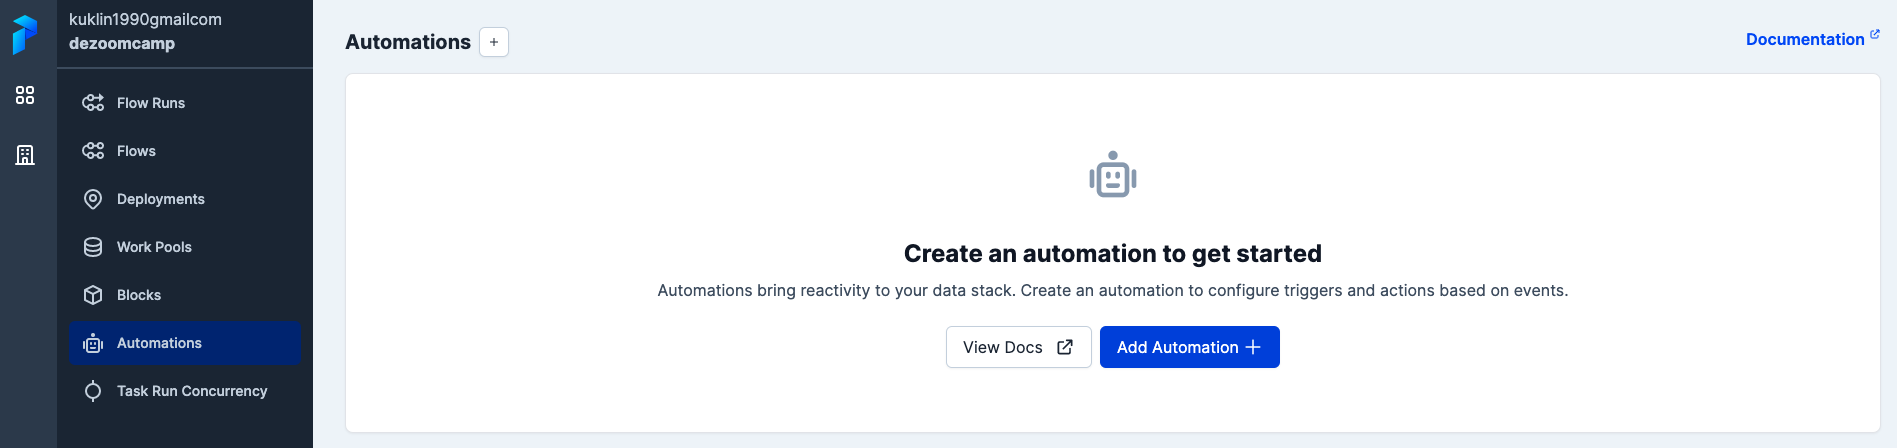 kuklin1990gmailcom
dezoomcamp
Flow Runs
Flows
Deployments
Work Pools
Blocks
Automations
Task Run Concurrency
Automations +
Documentation
Create an automation to get started
Automations bring reactivity to your data stack. Create an automation to configure triggers and actions based on events.
View Docs
Add Automation +